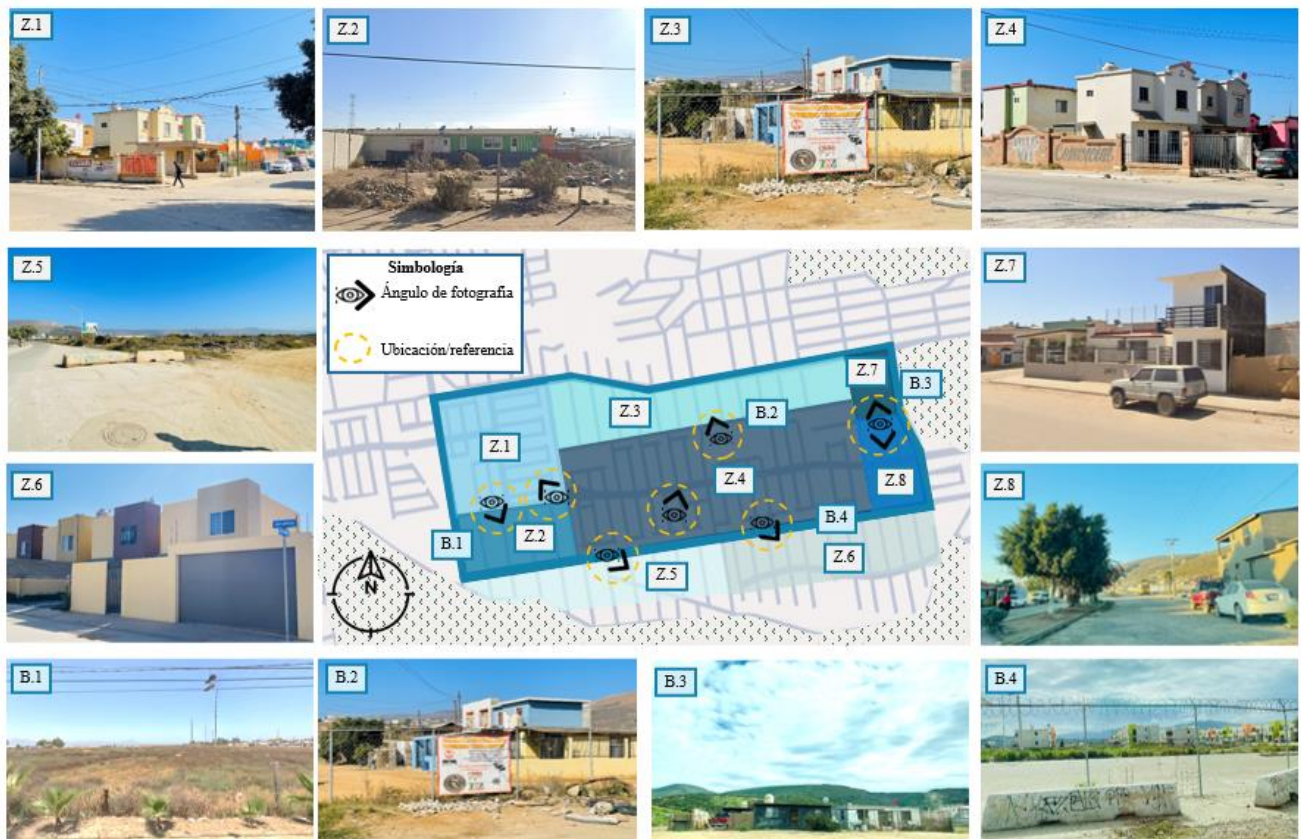 Z.1
Z.2
Z.3
Z.4
Z.5
Simbología
Ángulo de fotografía
Ubicación/referencia
N
Z.7
B.3
Z.3
B.2
Z.1
Z.4
Z.8
B.1
Z.2
B.4
Z.5
Z.6
Z.7
Z.6
Z.8
B.1
B.2
B.3
B.4